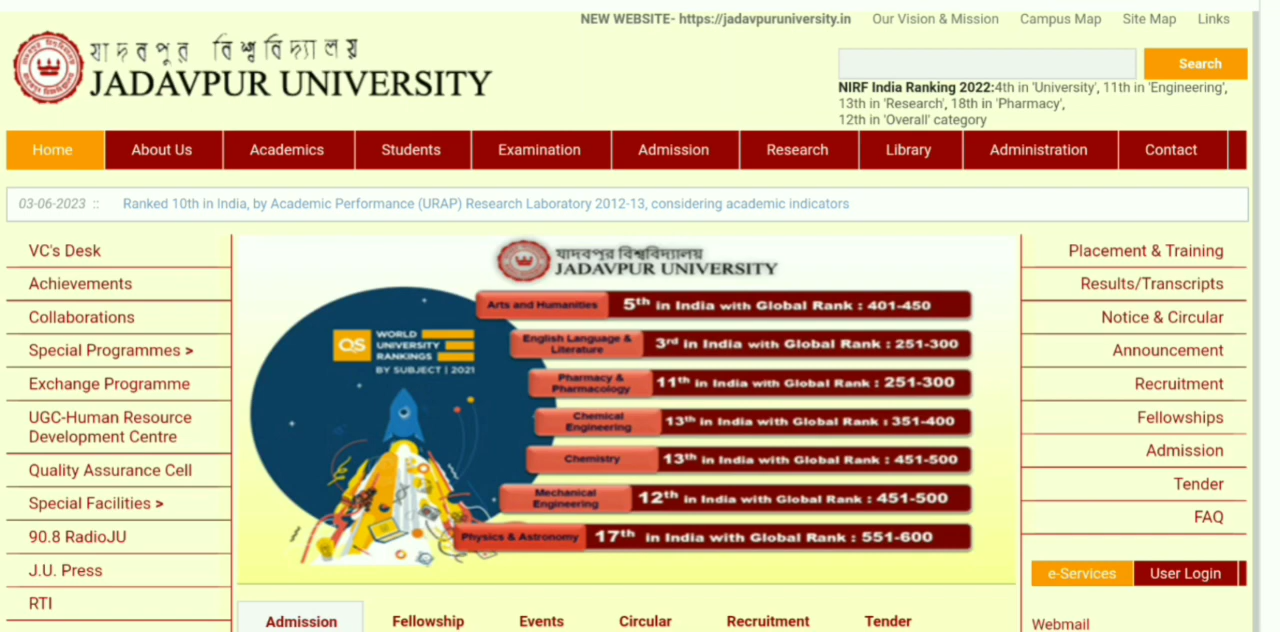 NEW WEBSITE- https://jadavpuruniversity.in Our Vision & Mission Campus Map Site Map Links
যাদবপুর বিশ্ববিদ্যালয়
JADAVPUR UNIVERSITY
Search
NIRF India Ranking 2022:4th in 'University', 11th in 'Engineering',
13th in 'Research', 18th in 'Pharmacy',
12th in 'Overall' category
Home About Us Academics Students Examination Admission Research Library Administration Contact
03-06-2023 :: Ranked 10th in India, by Academic Performance (URAP) Research Laboratory 2012-13, considering academic indicators
VC's Desk
Achievements
Collaborations
Special Programmes >
Exchange Programme
UGC-Human Resource
Development Centre
Quality Assurance Cell
Special Facilities >
90.8 RadioJU
J.U. Press
RTI
যাদবপুর বিশ্ববিদ্যালয়
JADAVPUR UNIVERSITY
QS WORLD
UNIVERSITY
RANKINGS
BY SUBJECT | 2021
Arts and Humanities 5th in India with Global Rank : 401-450
English Language &
Literature 3rd in India with Global Rank : 251-300
Pharmacy &
Pharmacology 11th in India with Global Rank : 251-300
Chemical
Engineering 13th in India with Global Rank : 351-400
Chemistry 13th in India with Global Rank : 451-500
Mechanical
Engineering 12th in India with Global Rank : 451-500
Physics & Astronomy 17th in India with Global Rank : 551-600
Placement & Training
Results/Transcripts
Notice & Circular
Announcement
Recruitment
Fellowships
Admission
Tender
FAQ
e-Services User Login
Webmail
Admission Fellowship Events Circular Recruitment Tender